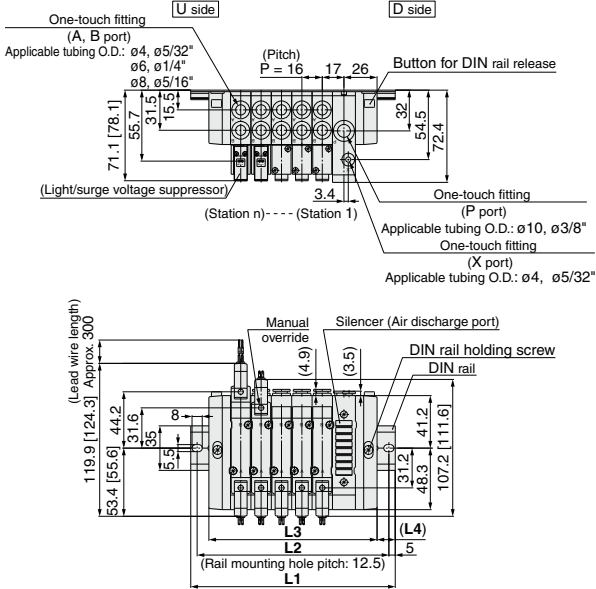 U side
D side
One-touch fitting
(A, B port)
Applicable tubing O.D.: ø4, ø5/32"
ø6, ø1/4"
ø8, ø5/16"
(Pitch)
P = 16
17
26
Button for DIN rail release
71.1 [78.1]
55.7
31.5
15.5
32
54.5
72.4
(Light/surge voltage suppressor)
3.4
(Station n)----(Station 1)
One-touch fitting
(P port)
Applicable tubing O.D.: ø10, ø3/8"
One-touch fitting
(X port)
Applicable tubing O.D.: ø4, ø5/32"
(Lead wire length)
Approx. 300
Manual
override
(4.9)
Silencer (Air discharge port)
(3.5)
DIN rail holding screw
DIN rail
119.9 [124.3]
44.2
31.6
8
35
5.5
53.4 [55.6]
41.2
31.2
48.3
107.2 [111.6]
L3
(L4)
L2
5
(Rail mounting hole pitch: 12.5)
L1